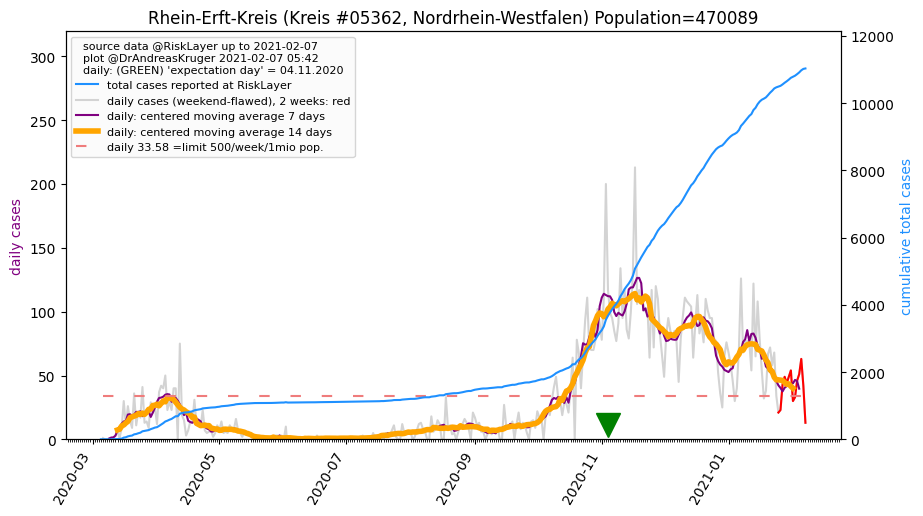 Rhein-Erft-Kreis (Kreis #05362, Nordrhein-Westfalen) Population=470089
source data @RiskLayer up to 2021-02-07
plot @DrAndreasKruger 2021-02-07 05:42
daily: (GREEN) 'expectation day' = 04.11.2020
total cases reported at RiskLayer
daily cases (weekend-flawed), 2 weeks: red
daily: centered moving average 7 days
daily: centered moving average 14 days
daily 33.58 =limit 500/week/1mio pop.
daily cases
300
250
200
150
100
50
0
cumulative total cases
12000
10000
8000
6000
4000
2000
0
2020-03
2020-05
2020-07
2020-09
2020-11
2021-01